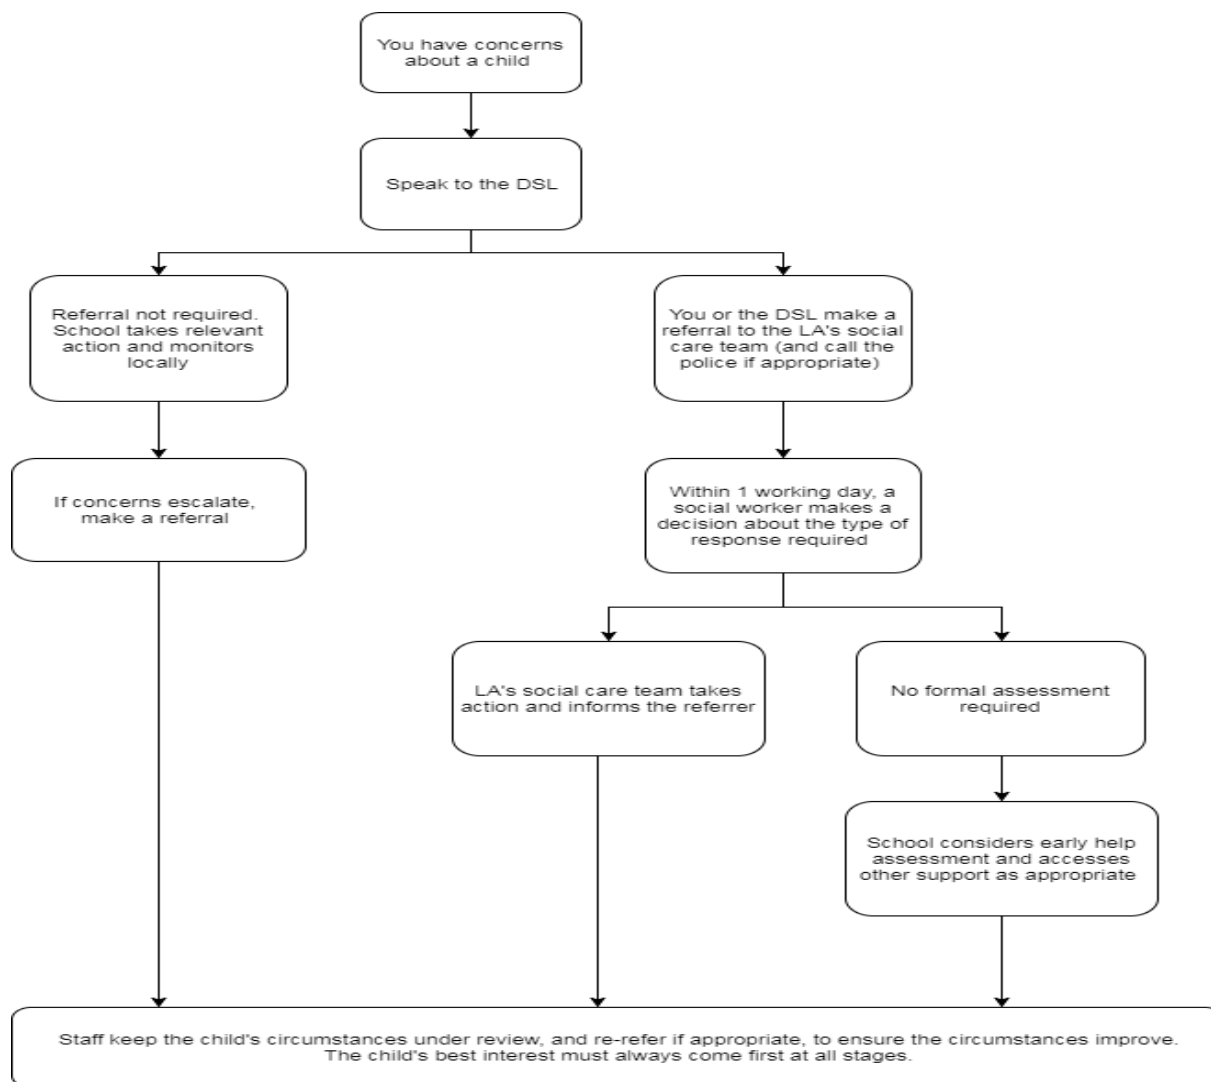 You have concerns
about a child
Speak to the DSL
Referral not required.
School takes relevant
action and monitors
locally
You or the DSL make a
referral to the LA's social
care team (and call the
police if appropriate)
If concerns escalate,
make a referral
Within 1 working day, a
social worker makes a
decision about the type of
response required
LA's social care team takes
action and informs the referrer
No formal assessment
required
School considers early help
assessment and accesses
other support as appropriate
Staff keep the child's circumstances under review, and re-refer if appropriate, to ensure the circumstances improve.
The child's best interest must always come first at all stages.